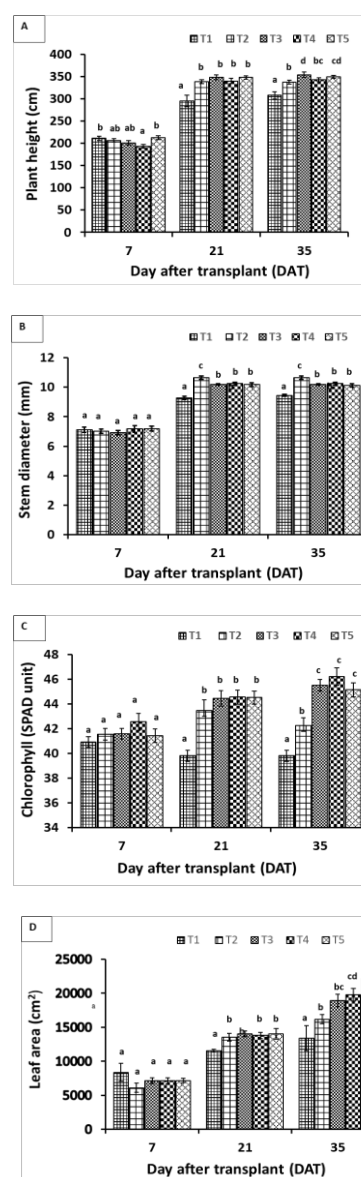 A
T1 T2 T3 T4 T5
400
350
300
250
200
150
100
50
0
Plant height (cm)
b ab ab a b
a b b b b
a b d bc cd
7 21 35
Day after transplant (DAT)
B
T1 T2 T3 T4 T5
12
10
8
6
4
2
0
Stem diameter (mm)
a a a a a
a c b b b
a c b b b
7 21 35
Day after transplant (DAT)
C
T1 T2 T3 T4 T5
48
46
44
42
40
38
36
34
Chlorophyll (SPAD unit)
a a a a a
a b b b b
a b c c c
7 21 35
Day after transplant (DAT)
D
T1 T2 T3 T4 T5
25000
20000
15000
10000
5000
0
Leaf area (cm²)
a
a a a a a
a b b b b
a b bc cd
7 21 35
Day after transplant (DAT)